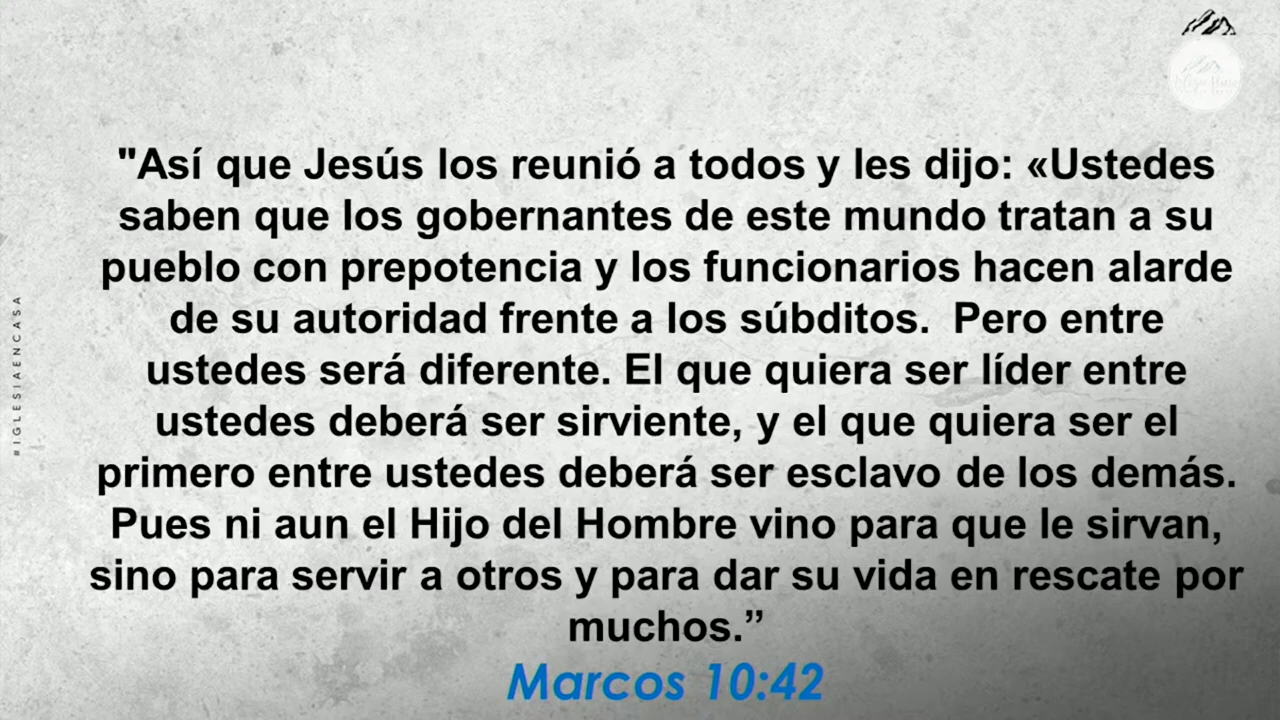 "Así que Jesús los reunió a todos y les dijo: «Ustedes
saben que los gobernantes de este mundo tratan a su
pueblo con prepotencia y los funcionarios hacen alarde
de su autoridad frente a los súbditos.  Pero entre
ustedes será diferente. El que quiera ser líder entre
ustedes deberá ser sirviente, y el que quiera ser el
primero entre ustedes deberá ser esclavo de los demás.
Pues ni aun el Hijo del Hombre vino para que le sirvan,
sino para servir a otros y para dar su vida en rescate por
muchos.”
Marcos 10:42
#IGLESIAENCASA